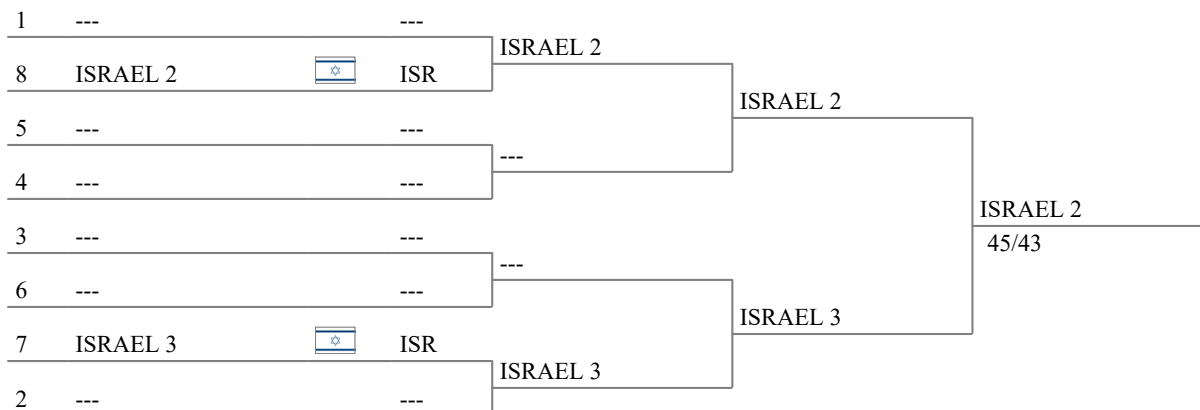 1 --- ---
ISRAEL 2
8 ISRAEL 2 ISR
ISRAEL 2
5 --- ---
---
4 --- ---
ISRAEL 2
3 --- ---
45/43
---
6 --- ---
ISRAEL 3
7 ISRAEL 3 ISR
ISRAEL 3
2 --- ---